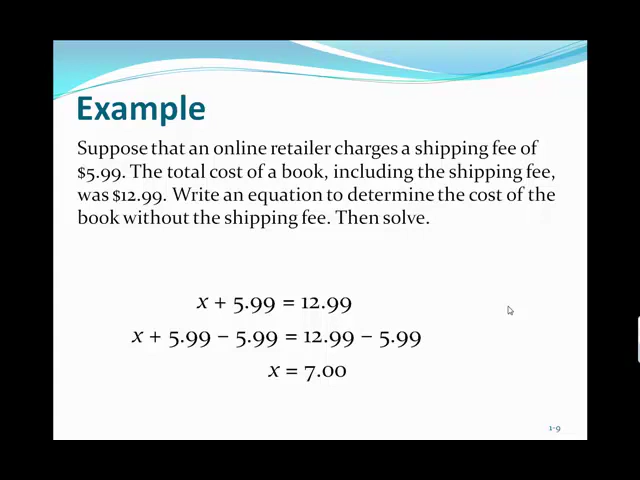 Example
Suppose that an online retailer charges a shipping fee of
$5.99. The total cost of a book, including the shipping fee,
was $12.99. Write an equation to determine the cost of the
book without the shipping fee. Then solve.
x + 5.99 = 12.99
x + 5.99 − 5.99 = 12.99 − 5.99
x = 7.00
1-9